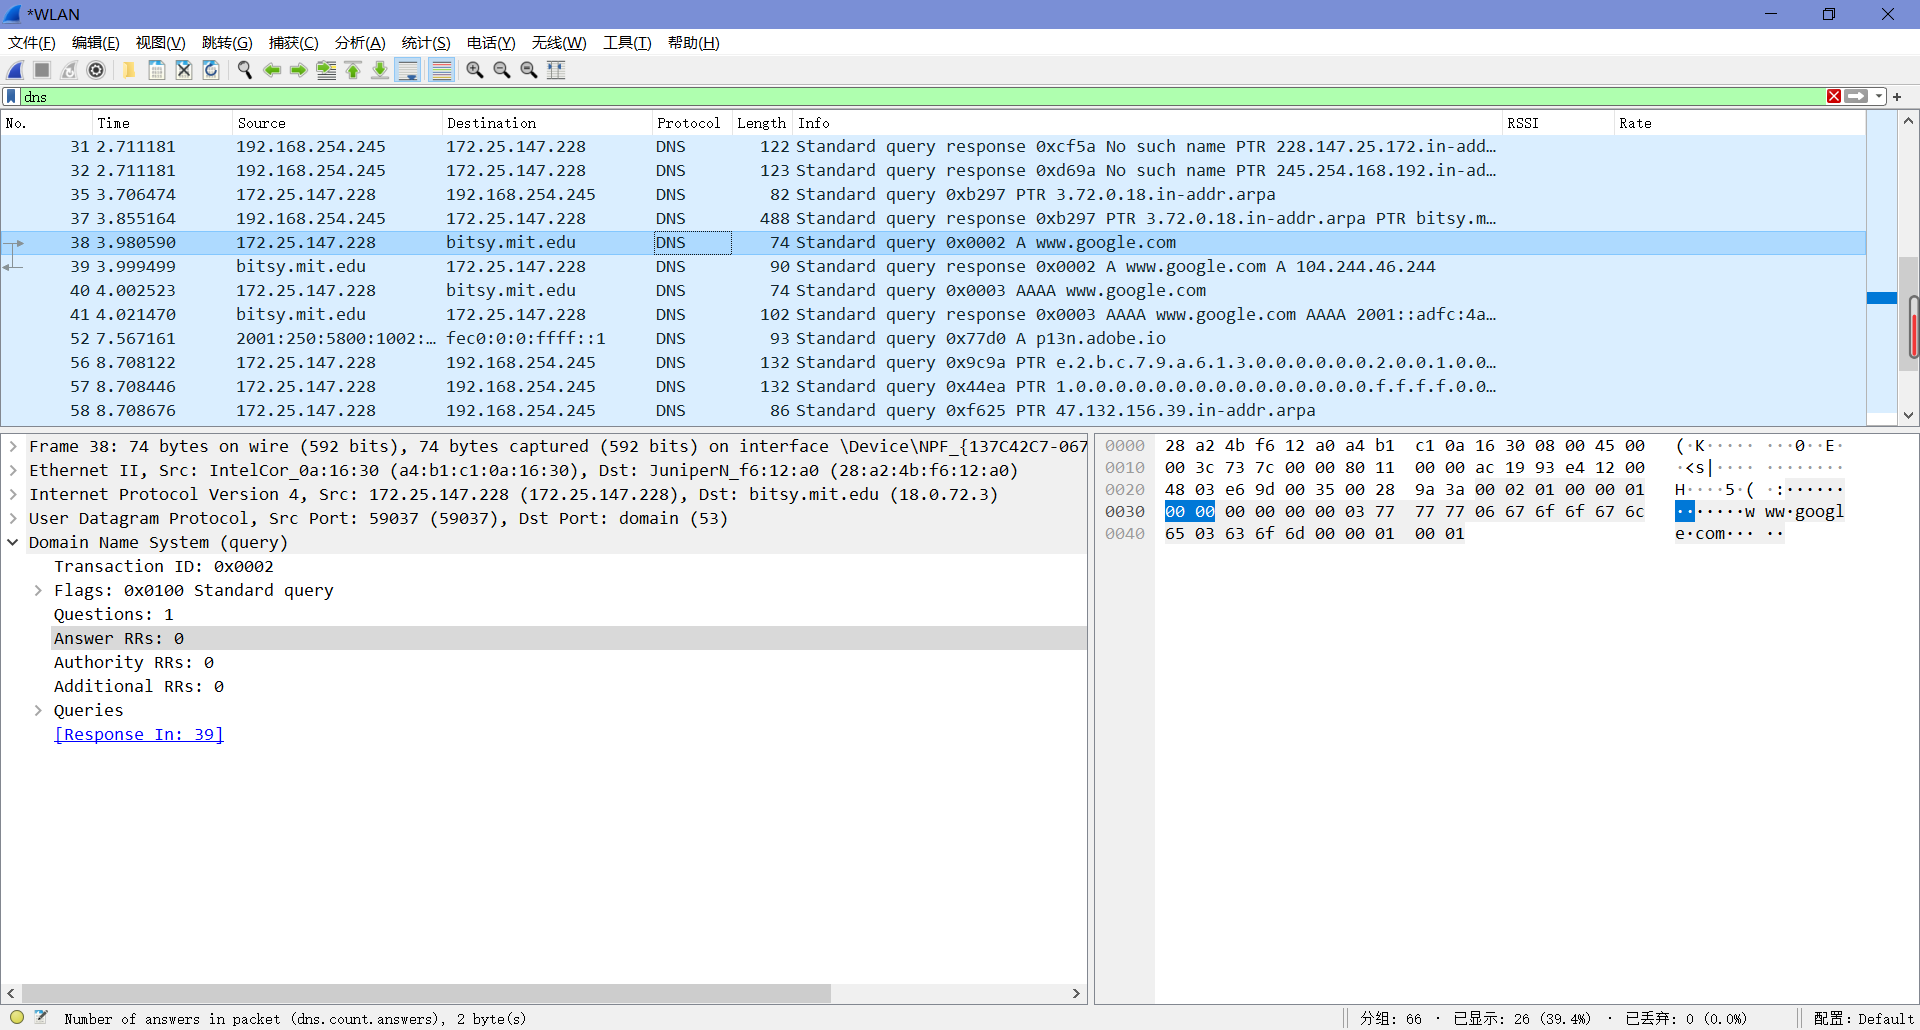 *WLAN
文件(F) 编辑(E) 视图(V) 跳转(G) 捕获(C) 分析(A) 统计(S) 电话(Y) 无线(W) 工具(T) 帮助(H)
dns
No. Time Source Destination Protocol Length Info RSSI Rate
31 2.711181 192.168.254.245 172.25.147.228 DNS 122 Standard query response 0xcf5a No such name PTR 228.147.25.172.in-add…
32 2.711181 192.168.254.245 172.25.147.228 DNS 123 Standard query response 0xd69a No such name PTR 245.254.168.192.in-ad…
35 3.706474 172.25.147.228 192.168.254.245 DNS 82 Standard query 0xb297 PTR 3.72.0.18.in-addr.arpa
37 3.855164 192.168.254.245 172.25.147.228 DNS 488 Standard query response 0xb297 PTR 3.72.0.18.in-addr.arpa PTR bitsy.m…
38 3.980590 172.25.147.228 bitsy.mit.edu DNS 74 Standard query 0x0002 A www.google.com
39 3.999499 bitsy.mit.edu 172.25.147.228 DNS 90 Standard query response 0x0002 A www.google.com A 104.244.46.244
40 4.002523 172.25.147.228 bitsy.mit.edu DNS 74 Standard query 0x0003 AAAA www.google.com
41 4.021470 bitsy.mit.edu 172.25.147.228 DNS 102 Standard query response 0x0003 AAAA www.google.com AAAA 2001::adfc:4a…
52 7.567161 2001:250:5800:1002:… fec0:0:0:ffff::1 DNS 93 Standard query 0x77d0 A p13n.adobe.io
56 8.708122 172.25.147.228 192.168.254.245 DNS 132 Standard query 0x9c9a PTR e.2.b.c.7.9.a.6.1.3.0.0.0.0.0.0.2.0.0.1.0.0…
57 8.708446 172.25.147.228 192.168.254.245 DNS 132 Standard query 0x44ea PTR 1.0.0.0.0.0.0.0.0.0.0.0.0.0.0.0.f.f.f.f.0.0…
58 8.708676 172.25.147.228 192.168.254.245 DNS 86 Standard query 0xf625 PTR 47.132.156.39.in-addr.arpa
Frame 38: 74 bytes on wire (592 bits), 74 bytes captured (592 bits) on interface \Device\NPF_{137C42C7-067
Ethernet II, Src: IntelCor_0a:16:30 (a4:b1:c1:0a:16:30), Dst: JuniperN_f6:12:a0 (28:a2:4b:f6:12:a0)
Internet Protocol Version 4, Src: 172.25.147.228 (172.25.147.228), Dst: bitsy.mit.edu (18.0.72.3)
User Datagram Protocol, Src Port: 59037 (59037), Dst Port: domain (53)
Domain Name System (query)
Transaction ID: 0x0002
Flags: 0x0100 Standard query
Questions: 1
Answer RRs: 0
Authority RRs: 0
Additional RRs: 0
Queries
[Response In: 39]
0000 28 a2 4b f6 12 a0 a4 b1 c1 0a 16 30 08 00 45 00 (·K····· ···0··E·
0010 00 3c 73 7c 00 00 80 11 00 00 ac 19 93 e4 12 00 ·<s|···· ········
0020 48 03 e6 9d 00 35 00 28 9a 3a 00 02 01 00 00 01 H····5·( ·:······
0030 00 00 00 00 00 00 03 77 77 77 06 67 6f 6f 67 6c ·······w ww·googl
0040 65 03 63 6f 6d 00 00 01 00 01 e·com··· ··
Number of answers in packet (dns.count.answers), 2 byte(s)
分组: 66 · 已显示: 26 (39.4%) · 已丢弃: 0 (0.0%)
配置: Default